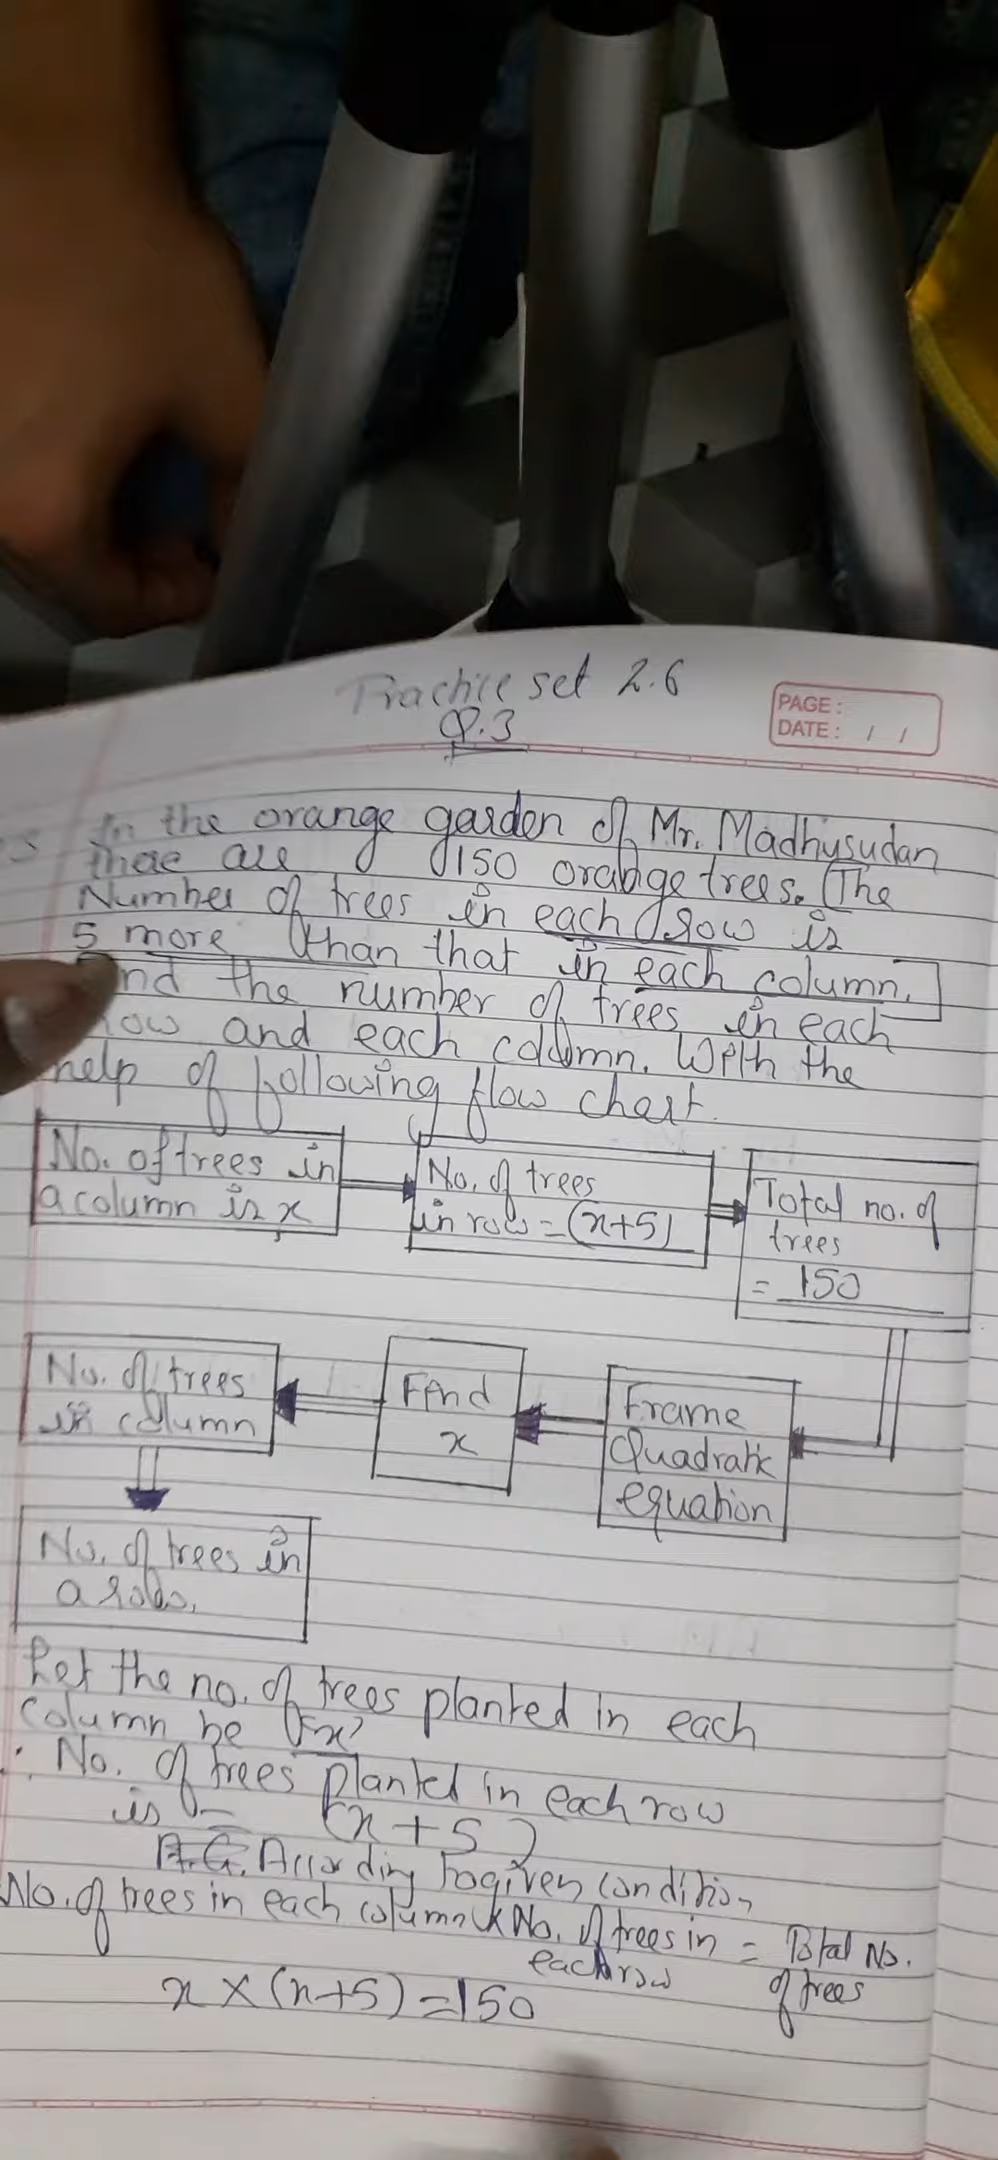 Practice set 2.6
Q.3
PAGE:
DATE: / /
In the orange garden of Mr. Madhusudan
there are 150 orange trees. The
Number of trees in each row is
5 more than that in each column.
the number of trees in each
row and each column. With the
help of following flow chart.
No. of trees in
a column is x
No. of trees
in row = (x+5)
Total no. of
trees
= 150
No. of trees
in column
Find
x
Frame
Quadratic
equation
No. of trees in
a row.
Let the no. of trees planted in each
column be 'x'
∴ No. of trees planted in each row
is = (x+5)
A.G. According to given condition
No. of trees in each column x No. of trees in each row = Total No. of trees
x × (x+5) = 150